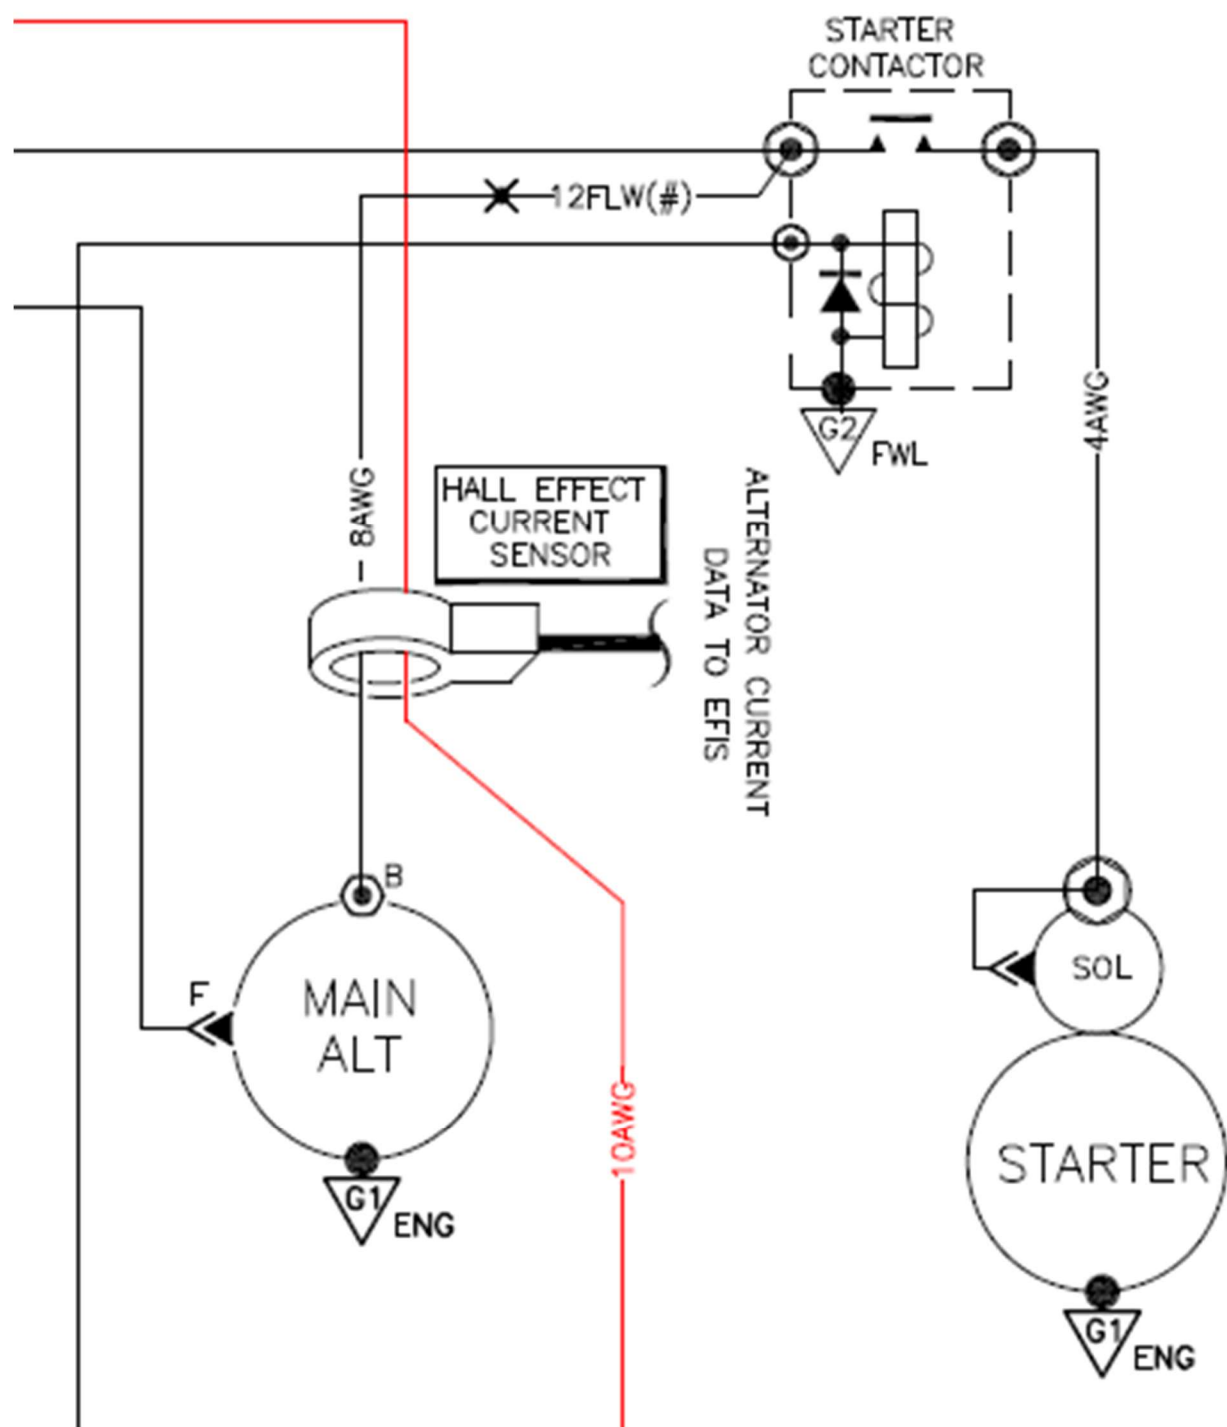 STARTER
CONTACTOR
12FLW(#)
G2
FWL
4AWG
8AWG
HALL EFFECT
CURRENT
SENSOR
ALTERNATOR CURRENT
DATA TO EFIS
B
F
MAIN
ALT
SOL
10AWG
STARTER
G1
ENG
G1
ENG